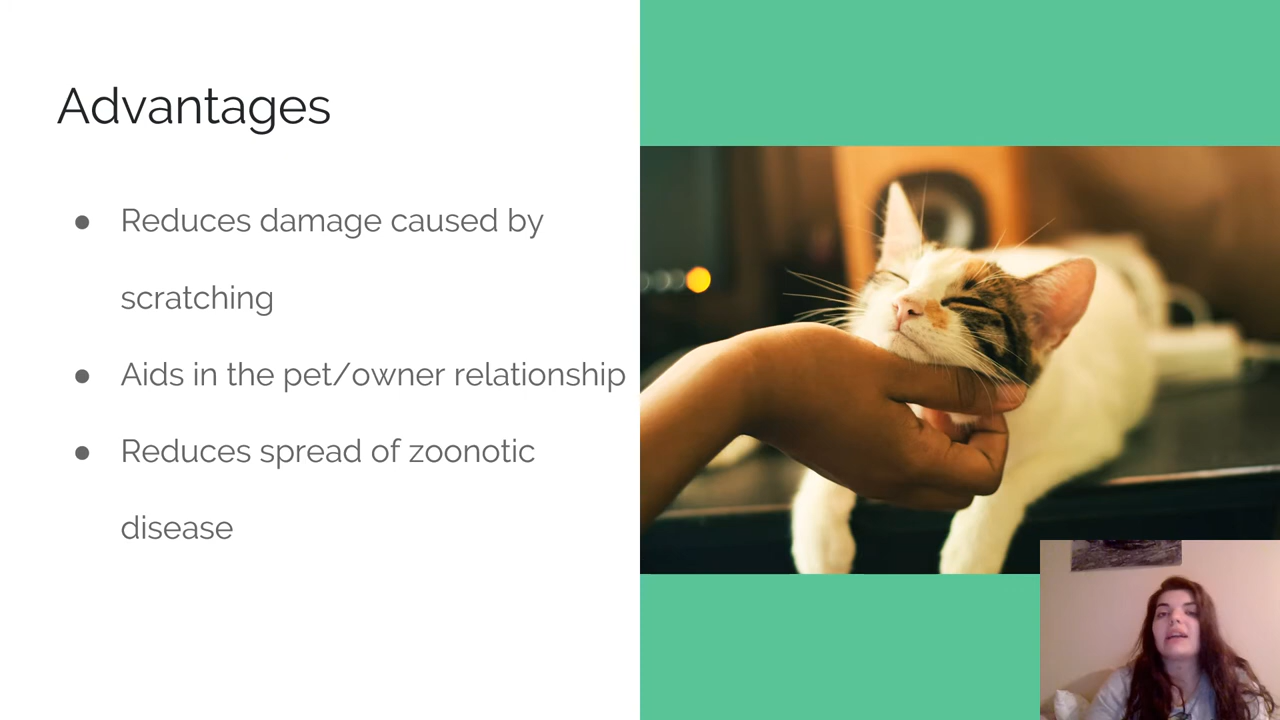 Advantages
● Reduces damage caused by
scratching
● Aids in the pet/owner relationship
● Reduces spread of zoonotic
disease